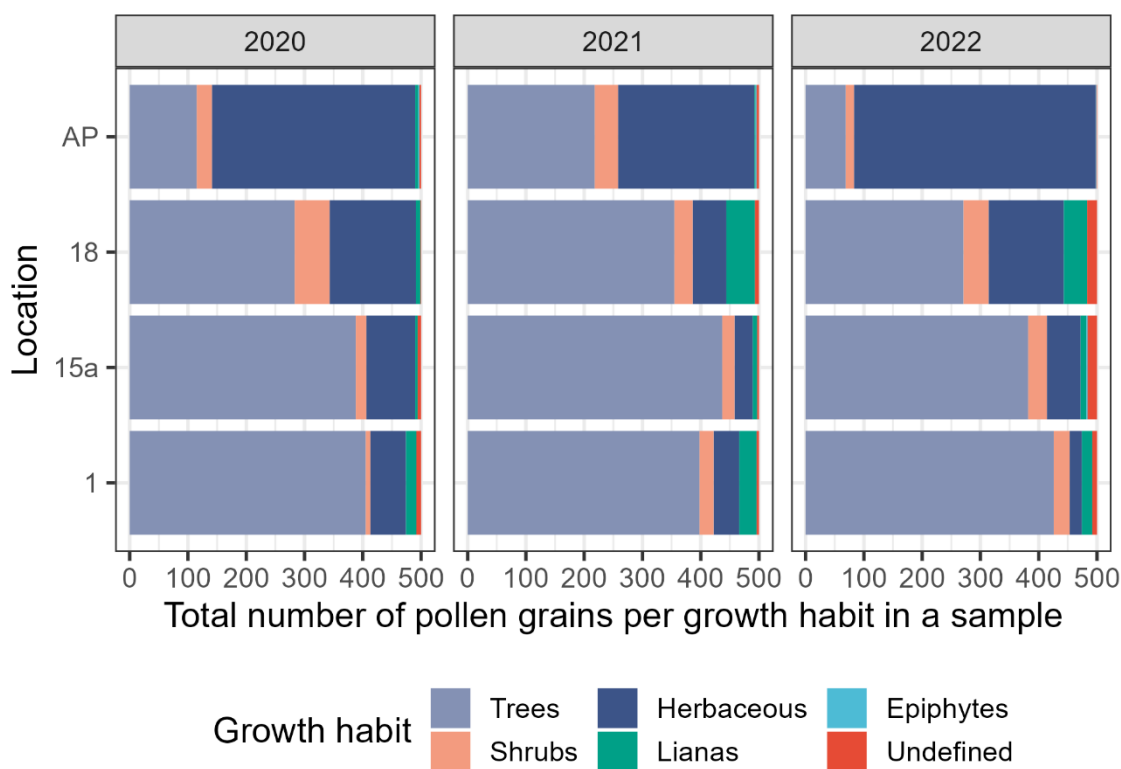 2020 2021 2022
AP
18
15a
1
Location
0 100 200 300 400 500 0 100 200 300 400 500 0 100 200 300 400 500
Total number of pollen grains per growth habit in a sample
Growth habit
Trees Herbaceous Epiphytes
Shrubs Lianas Undefined